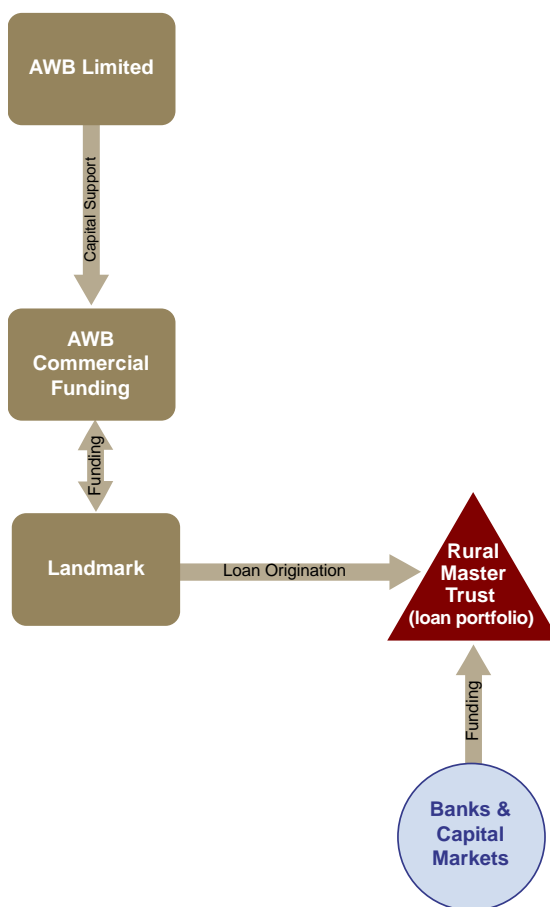 AWB Limited
Capital Support
AWB
Commercial
Funding
Funding
Landmark
Loan Origination
Rural
Master
Trust
(loan portfolio)
Funding
Banks &
Capital
Markets